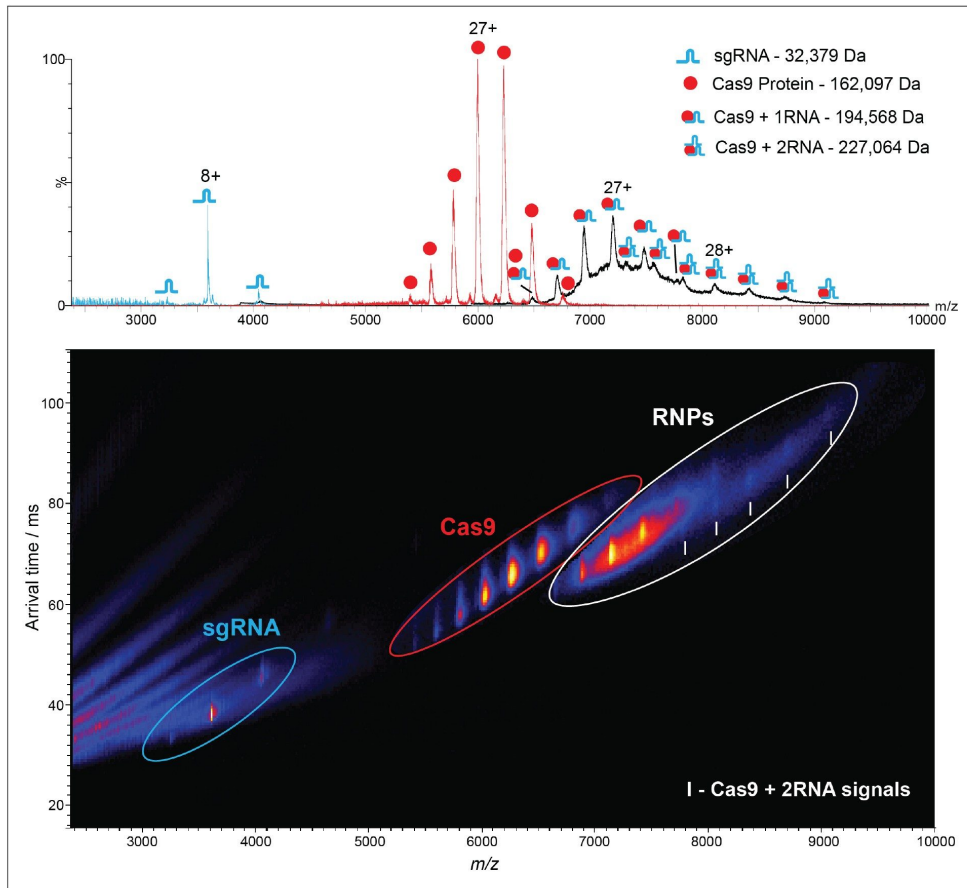 27+
sgRNA - 32,379 Da
100
Cas9 Protein - 162,097 Da
Cas9 + 1RNA - 194,568 Da
Cas9 + 2RNA - 227,064 Da
8+
%
27+
28+
0
3000 4000 5000 6000 7000 8000 9000 10000 m/z
Arrival time / ms
100
80
60
40
20
RNPs
Cas9
sgRNA
I - Cas9 + 2RNA signals
3000 4000 5000 6000 7000 8000 9000 10000
m/z